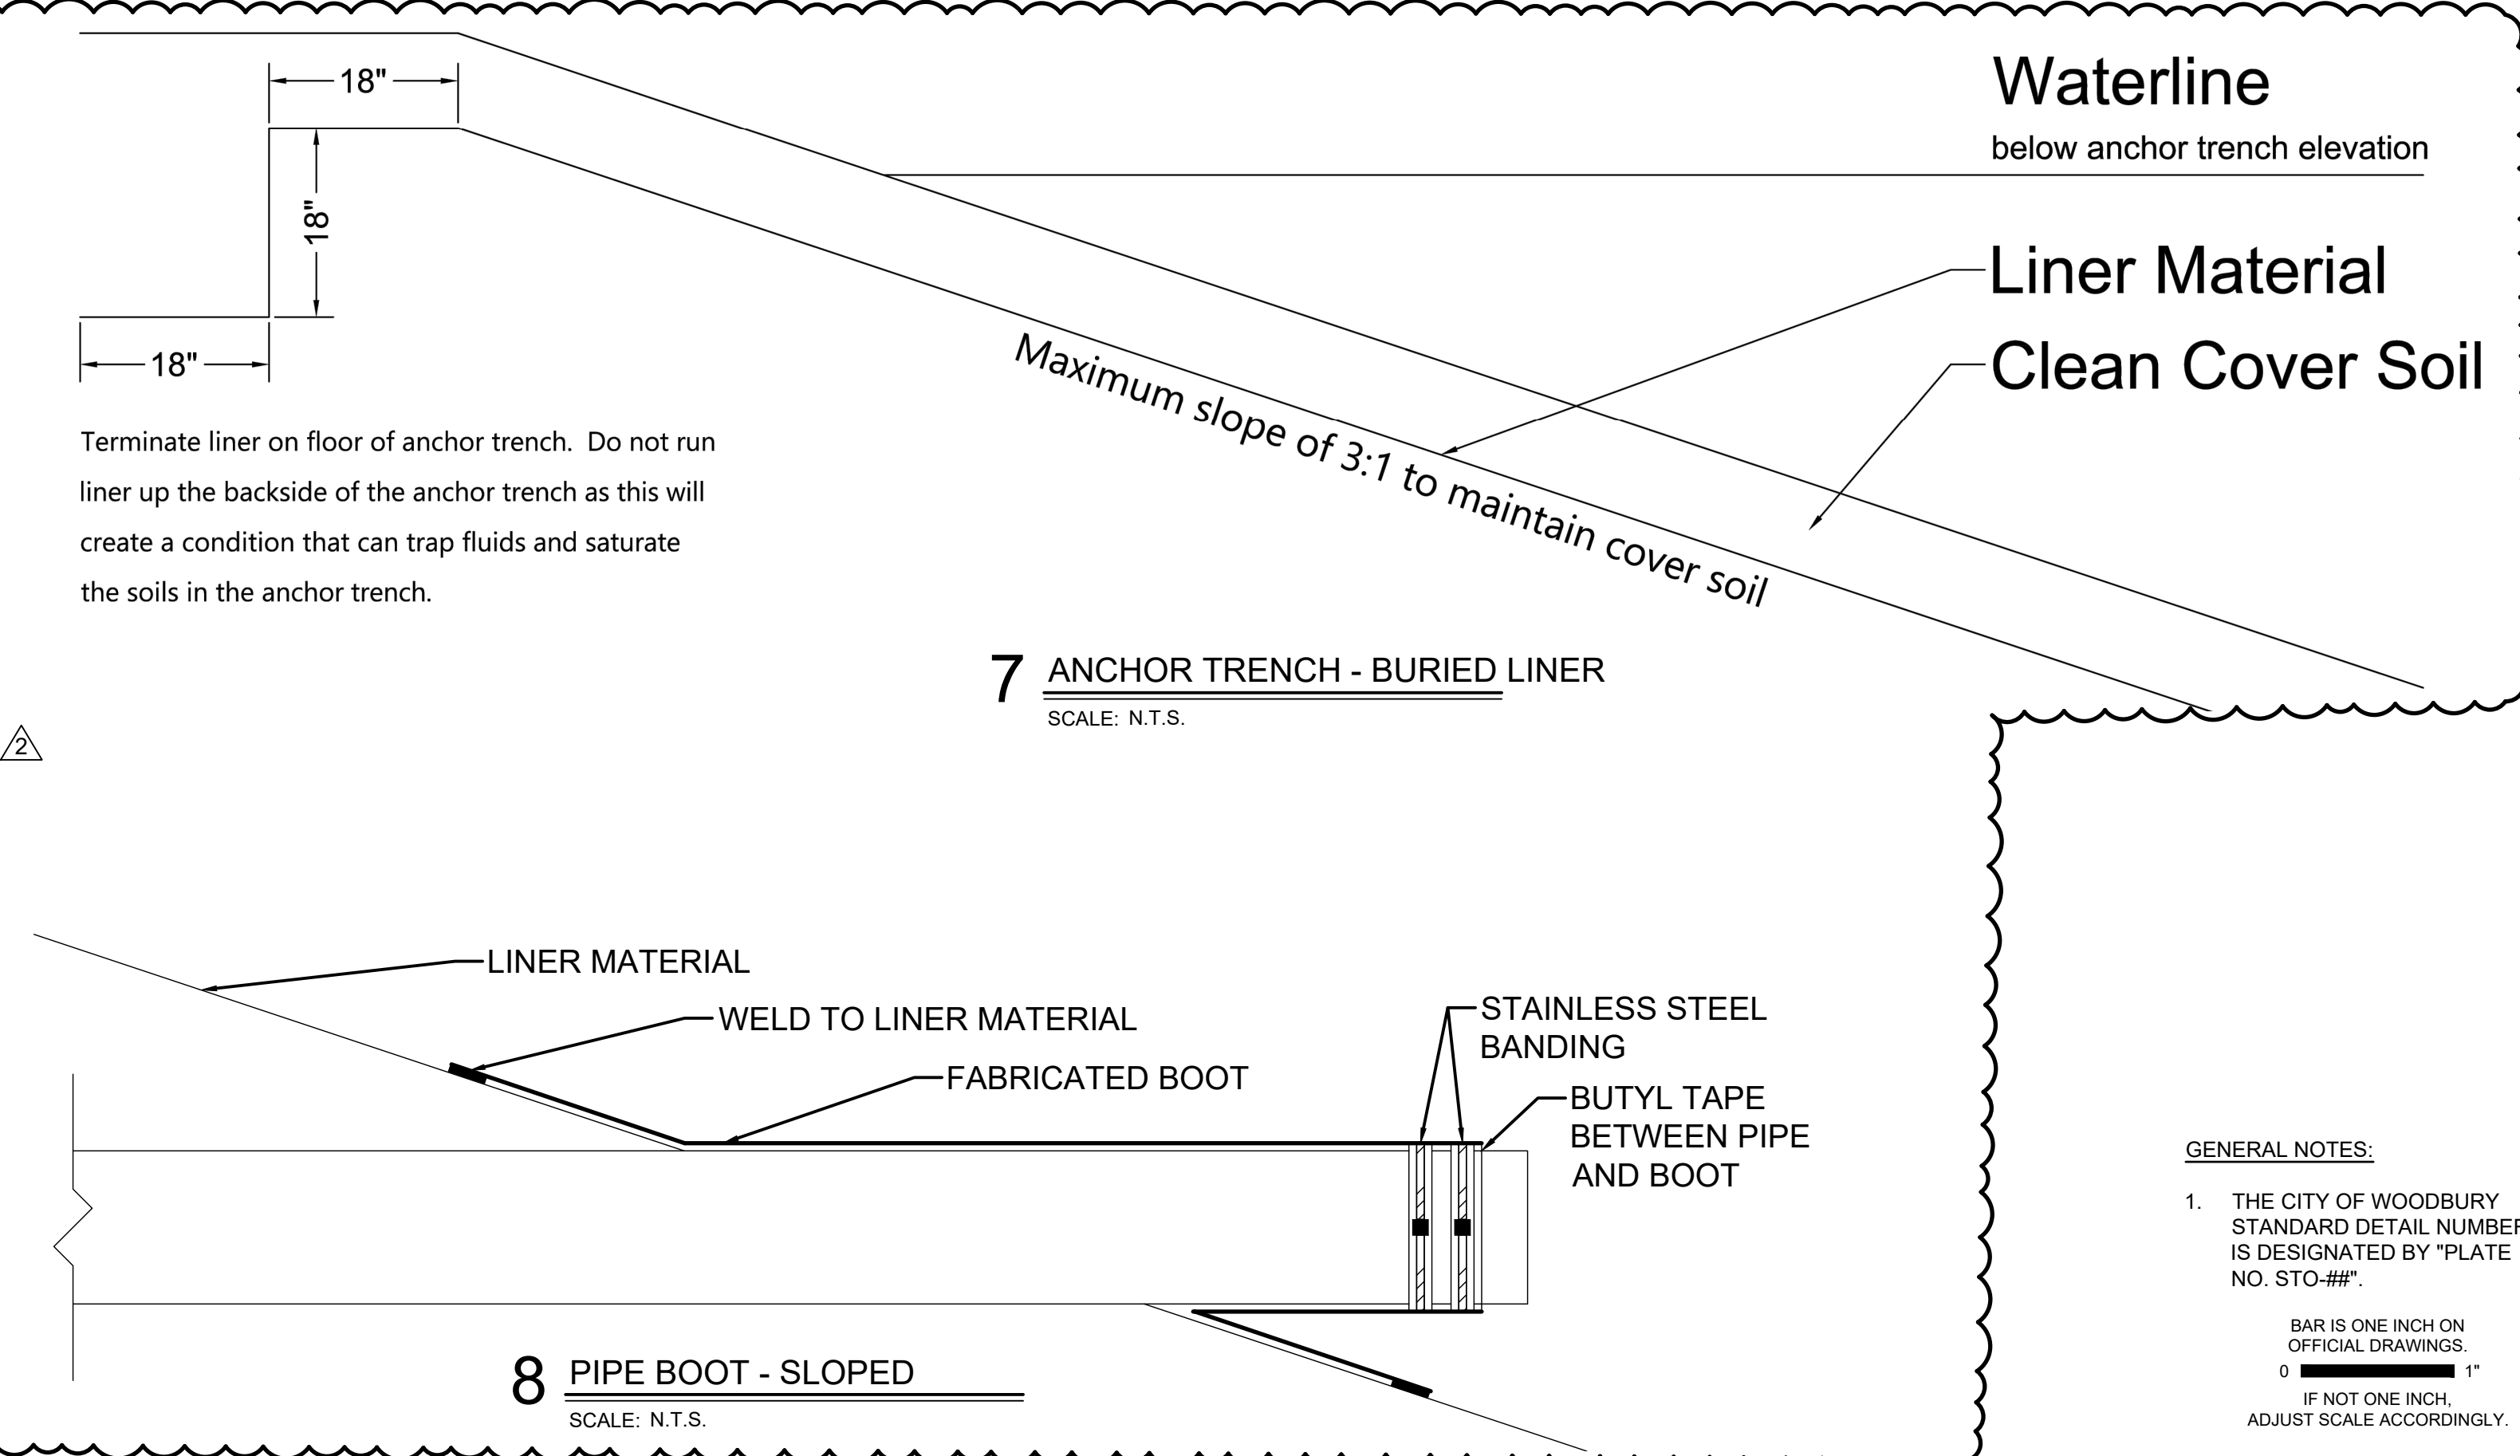 18"
Waterline
below anchor trench elevation
18"
Liner Material
18"
Clean Cover Soil
Maximum slope of 3:1 to maintain cover soil
Terminate liner on floor of anchor trench.  Do not run
liner up the backside of the anchor trench as this will
create a condition that can trap fluids and saturate
the soils in the anchor trench.
7 ANCHOR TRENCH - BURIED LINER
SCALE: N.T.S.
2
LINER MATERIAL
WELD TO LINER MATERIAL
FABRICATED BOOT
STAINLESS STEEL
BANDING
BUTYL TAPE
BETWEEN PIPE
AND BOOT
8 PIPE BOOT - SLOPED
SCALE: N.T.S.
GENERAL NOTES:
1. THE CITY OF WOODBURY
STANDARD DETAIL NUMBER
IS DESIGNATED BY "PLATE
NO. STO-##".
BAR IS ONE INCH ON
OFFICIAL DRAWINGS.
0 1"
IF NOT ONE INCH,
ADJUST SCALE ACCORDINGLY.